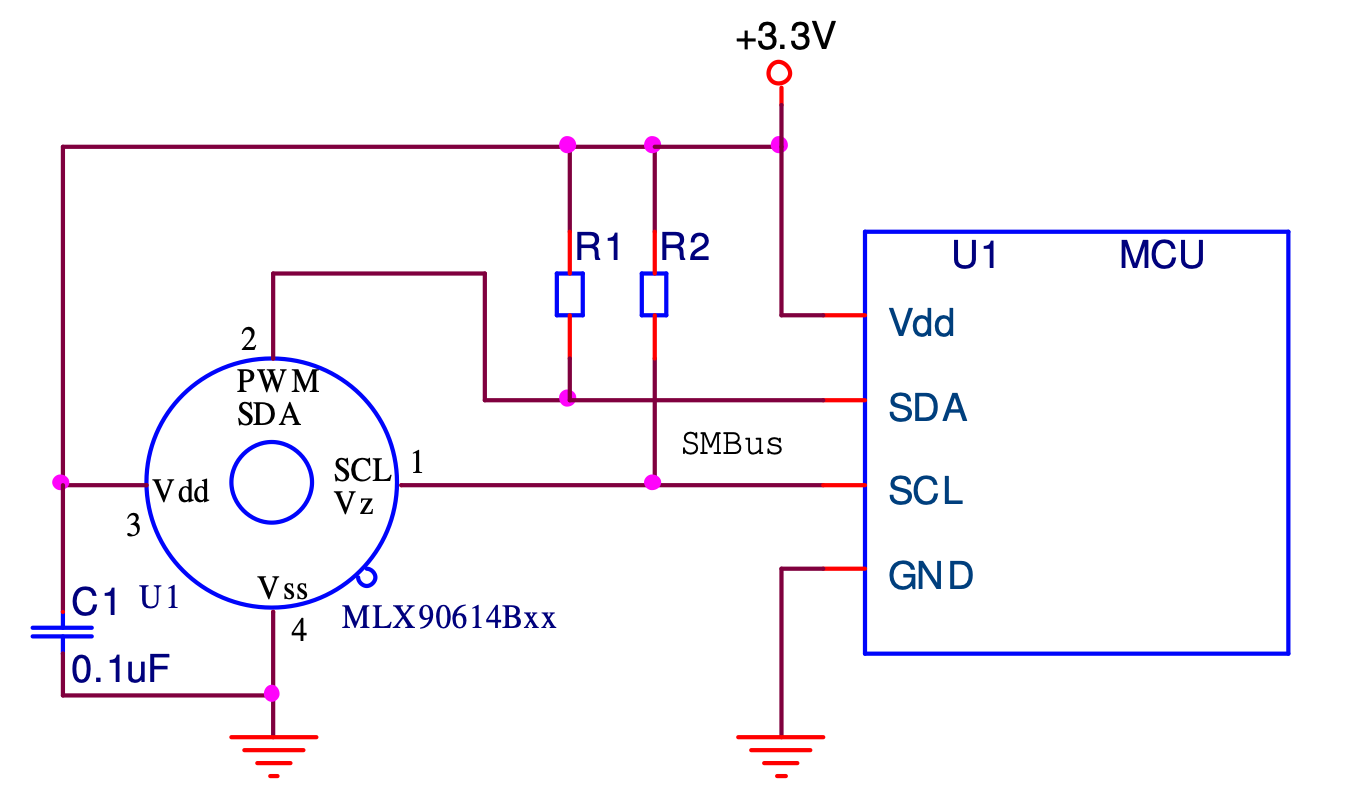 +3.3V
R1 R2
U1 MCU
Vdd
SDA
SCL
GND
SMBus
2
PWM
SDA
SCL
Vz
1
Vdd
3
Vss
4
U1
MLX90614Bxx
C1
0.1uF